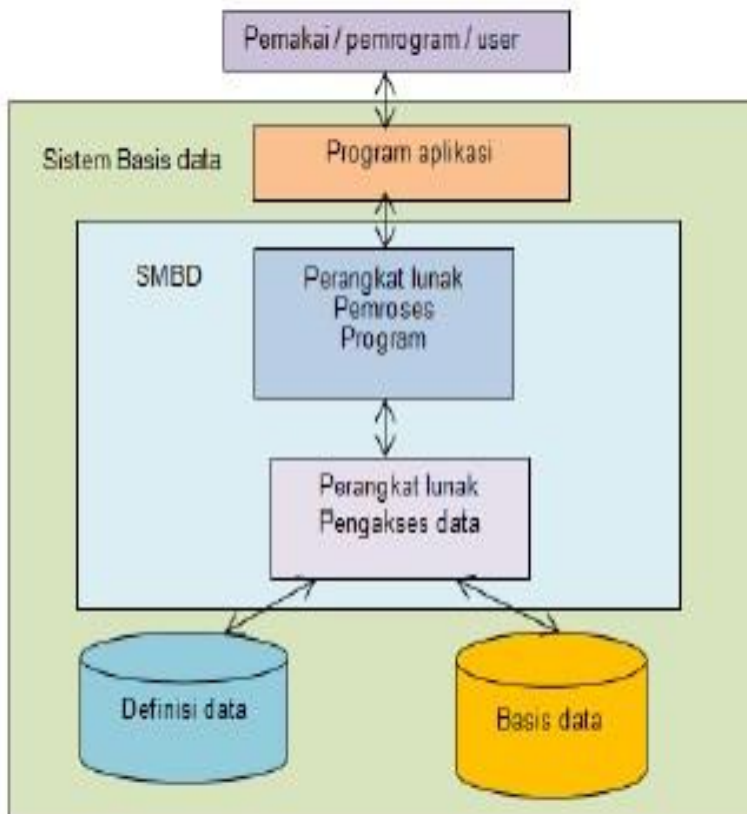 Pemakai / pemrogram / user
Sistem Basis data
Program aplikasi
SMBD
Perangkat lunak
Pemroses
Program
Perangkat lunak
Pengakses data
Definisi data
Basis data